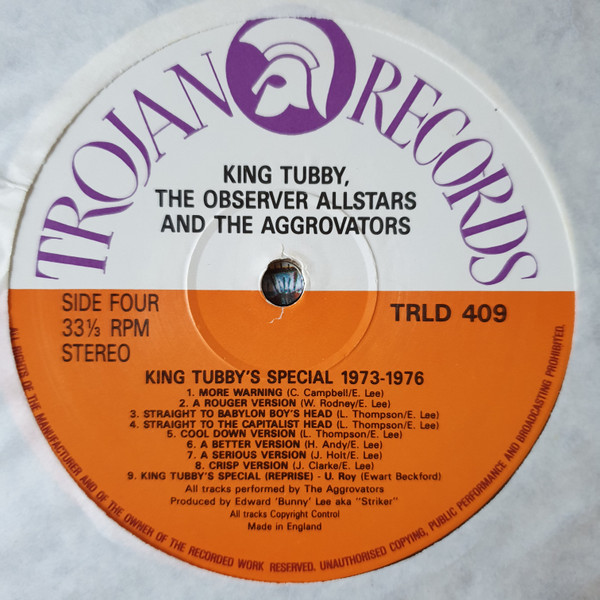 TROJAN RECORDS
KING TUBBY,
THE OBSERVER ALLSTARS
AND THE AGGROVATORS
SIDE FOUR
33⅓ RPM
STEREO
TRLD 409
KING TUBBY'S SPECIAL 1973-1976
1. MORE WARNING (C. Campbell/E. Lee)
2. A ROUGER VERSION (W. Rodney/E. Lee)
3. STRAIGHT TO BABYLON BOY'S HEAD (L. Thompson/E. Lee)
4. STRAIGHT TO THE CAPITALIST HEAD (L. Thompson/E. Lee)
5. COOL DOWN VERSION (L. Thompson/E. Lee)
6. A BETTER VERSION (H. Andy/E. Lee)
7. A SERIOUS VERSION (J. Holt/E. Lee)
8. CRISP VERSION (J. Clarke/E. Lee)
9. KING TUBBY'S SPECIAL (REPRISE) - U. Roy (Ewart Beckford)
All tracks performed by The Aggrovators
Produced by Edward 'Bunny' Lee aka "Striker"
All tracks Copyright Control
Made in England
ALL RIGHTS OF THE MANUFACTURER AND OF THE OWNER OF THE RECORDED WORK RESERVED. UNAUTHORISED COPYING, PUBLIC PERFORMANCE AND BROADCASTING PROHIBITED.